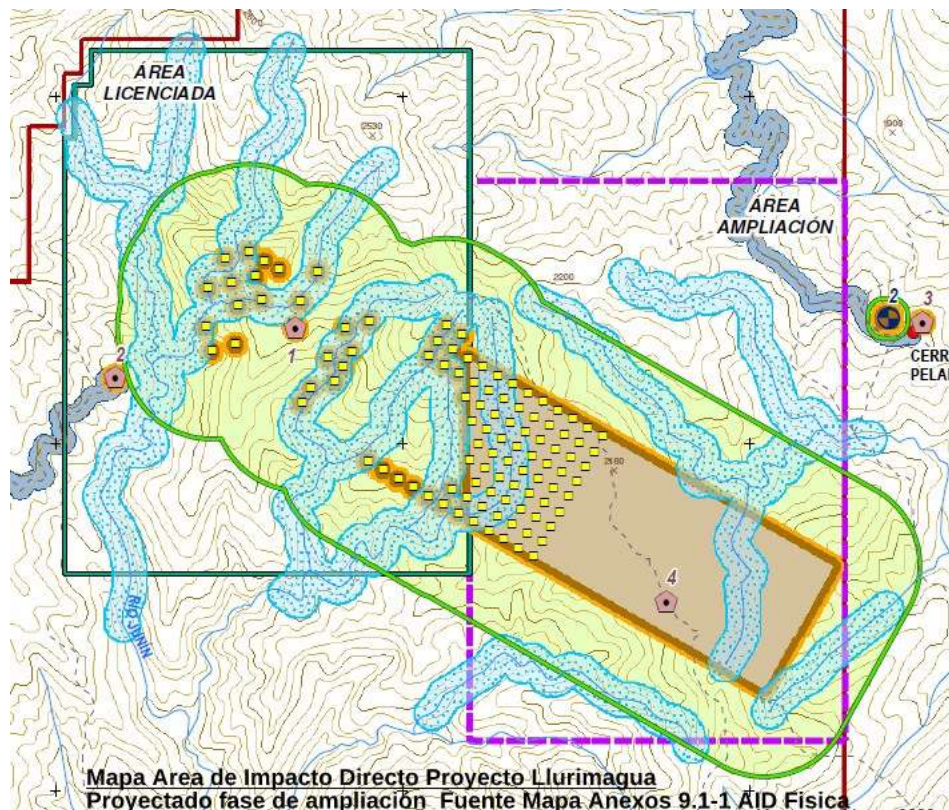 ÁREA
LICENCIADA
2530
1900
ÁREA
AMPLIACIÓN
2200
2
3
1
2
CERR
PELA
2160
4
RIO JUNIN
Mapa Area de Impacto Directo Proyecto Llurimagua
Proyectado fase de ampliación Fuente Mapa Anexos 9.1-1 AID Fisica